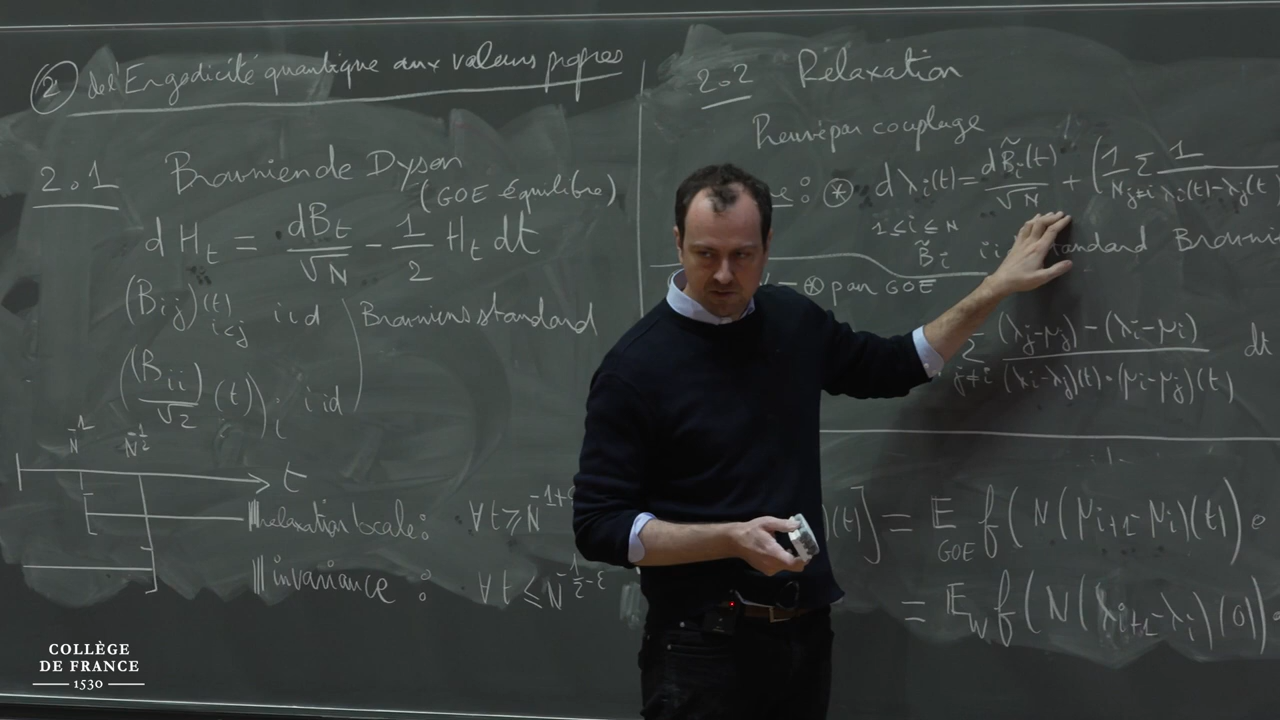 ② de l'Ergodicité quantique aux valeurs propres
2.1 Brownien de Dyson
(GOE équilibre)
dH_t = dB_t/√N - 1/2 H_t dt
(B_ij)(t)_{i<j} iid
Browniens standard
(B_ii/√2 (t))_i iid
N^{-1} N^{-1/2}
t
relaxation locale : ∀ t ⩾ N^{-1+
invariance : ∀ t ⩽ N^{-1/2-ε}
2.2 Relaxation
Preuve par couplage
: ⊛ dλ_i(t) = dB̃_i(t)/√N + (1/N Σ_{j≠i} 1/λ_i(t)-λ_j(t
1≤i≤N
B̃_i standard
⊛ par GOE
Σ_{j≠i} (λ_j-μ_j) - (λ_i-μ_i)/(λ_i-λ_j)(t)·(μ_i-μ_j)(t) dt
)(t)] = E_GOE f(N(μ_{i+1}-μ_i)(t))
= E_W f(N(λ_{i+1}-λ_i)(0))
COLLÈGE
DE FRANCE
1530